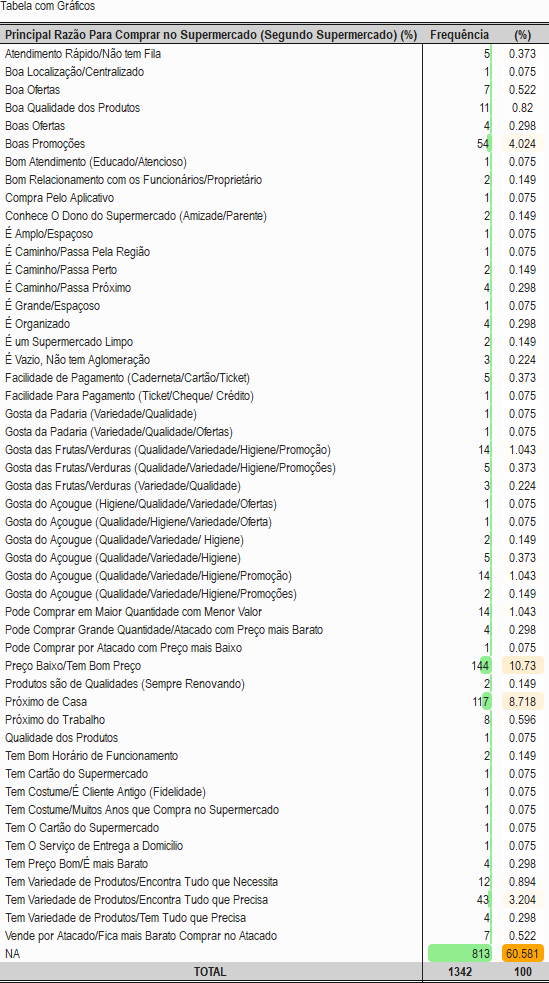 Tabela com Gráficos
Principal Razão Para Comprar no Supermercado (Segundo Supermercado) (%) Frequência (%)
Atendimento Rápido/Não tem Fila 5 0.373
Boa Localização/Centralizado 1 0.075
Boa Ofertas 7 0.522
Boa Qualidade dos Produtos 11 0.82
Boas Ofertas 4 0.298
Boas Promoções 54 4.024
Bom Atendimento (Educado/Atencioso) 1 0.075
Bom Relacionamento com os Funcionários/Proprietário 2 0.149
Compra Pelo Aplicativo 1 0.075
Conhece O Dono do Supermercado (Amizade/Parente) 2 0.149
É Amplo/Espaçoso 1 0.075
É Caminho/Passa Pela Região 1 0.075
É Caminho/Passa Perto 2 0.149
É Caminho/Passa Próximo 4 0.298
É Grande/Espaçoso 1 0.075
É Organizado 4 0.298
É um Supermercado Limpo 2 0.149
É Vazio, Não tem Aglomeração 3 0.224
Facilidade de Pagamento (Caderneta/Cartão/Ticket) 5 0.373
Facilidade Para Pagamento (Ticket/Cheque/ Crédito) 1 0.075
Gosta da Padaria (Variedade/Qualidade) 1 0.075
Gosta da Padaria (Variedade/Qualidade/Ofertas) 1 0.075
Gosta das Frutas/Verduras (Qualidade/Variedade/Higiene/Promoção) 14 1.043
Gosta das Frutas/Verduras (Qualidade/Variedade/Higiene/Promoções) 5 0.373
Gosta das Frutas/Verduras (Variedade/Qualidade) 3 0.224
Gosta do Açougue (Higiene/Qualidade/Variedade/Ofertas) 1 0.075
Gosta do Açougue (Qualidade/Higiene/Variedade/Oferta) 1 0.075
Gosta do Açougue (Qualidade/Variedade/ Higiene) 2 0.149
Gosta do Açougue (Qualidade/Variedade/Higiene) 5 0.373
Gosta do Açougue (Qualidade/Variedade/Higiene/Promoção) 14 1.043
Gosta do Açougue (Qualidade/Variedade/Higiene/Promoções) 2 0.149
Pode Comprar em Maior Quantidade com Menor Valor 14 1.043
Pode Comprar Grande Quantidade/Atacado com Preço mais Barato 4 0.298
Pode Comprar por Atacado com Preço mais Baixo 1 0.075
Preço Baixo/Tem Bom Preço 144 10.73
Produtos são de Qualidades (Sempre Renovando) 2 0.149
Próximo de Casa 117 8.718
Próximo do Trabalho 8 0.596
Qualidade dos Produtos 1 0.075
Tem Bom Horário de Funcionamento 2 0.149
Tem Cartão do Supermercado 1 0.075
Tem Costume/É Cliente Antigo (Fidelidade) 1 0.075
Tem Costume/Muitos Anos que Compra no Supermercado 1 0.075
Tem O Cartão do Supermercado 1 0.075
Tem O Serviço de Entrega a Domicílio 1 0.075
Tem Preço Bom/É mais Barato 4 0.298
Tem Variedade de Produtos/Encontra Tudo que Necessita 12 0.894
Tem Variedade de Produtos/Encontra Tudo que Precisa 43 3.204
Tem Variedade de Produtos/Tem Tudo que Precisa 4 0.298
Vende por Atacado/Fica mais Barato Comprar no Atacado 7 0.522
NA 813 60.581
TOTAL 1342 100